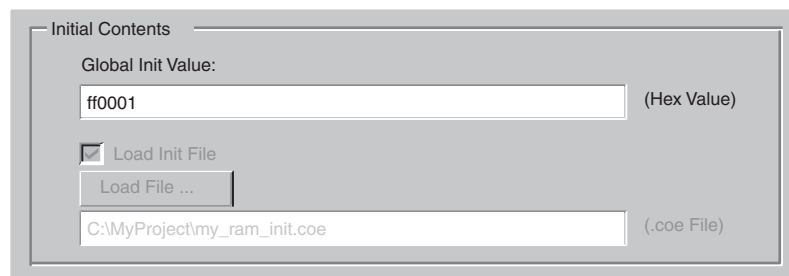 Initial Contents
Global Init Value:
ff0001 (Hex Value)
Load Init File
Load File ...
C:\MyProject\my_ram_init.coe (.coe File)